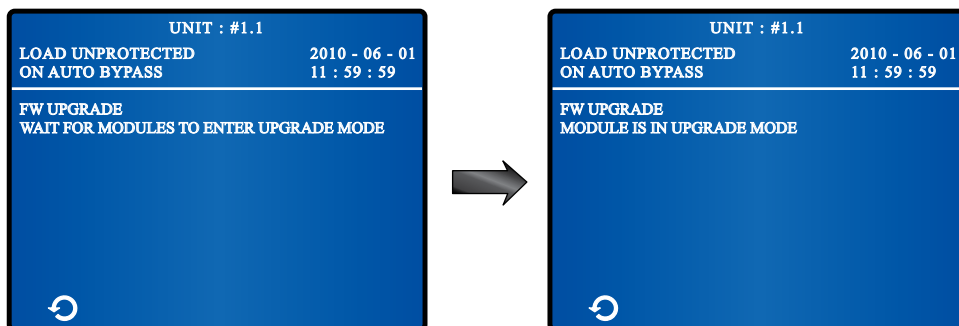 UNIT : #1.1
LOAD UNPROTECTED 2010 - 06 - 01
ON AUTO BYPASS 11 : 59 : 59
FW UPGRADE
WAIT FOR MODULES TO ENTER UPGRADE MODE
UNIT : #1.1
LOAD UNPROTECTED 2010 - 06 - 01
ON AUTO BYPASS 11 : 59 : 59
FW UPGRADE
MODULE IS IN UPGRADE MODE